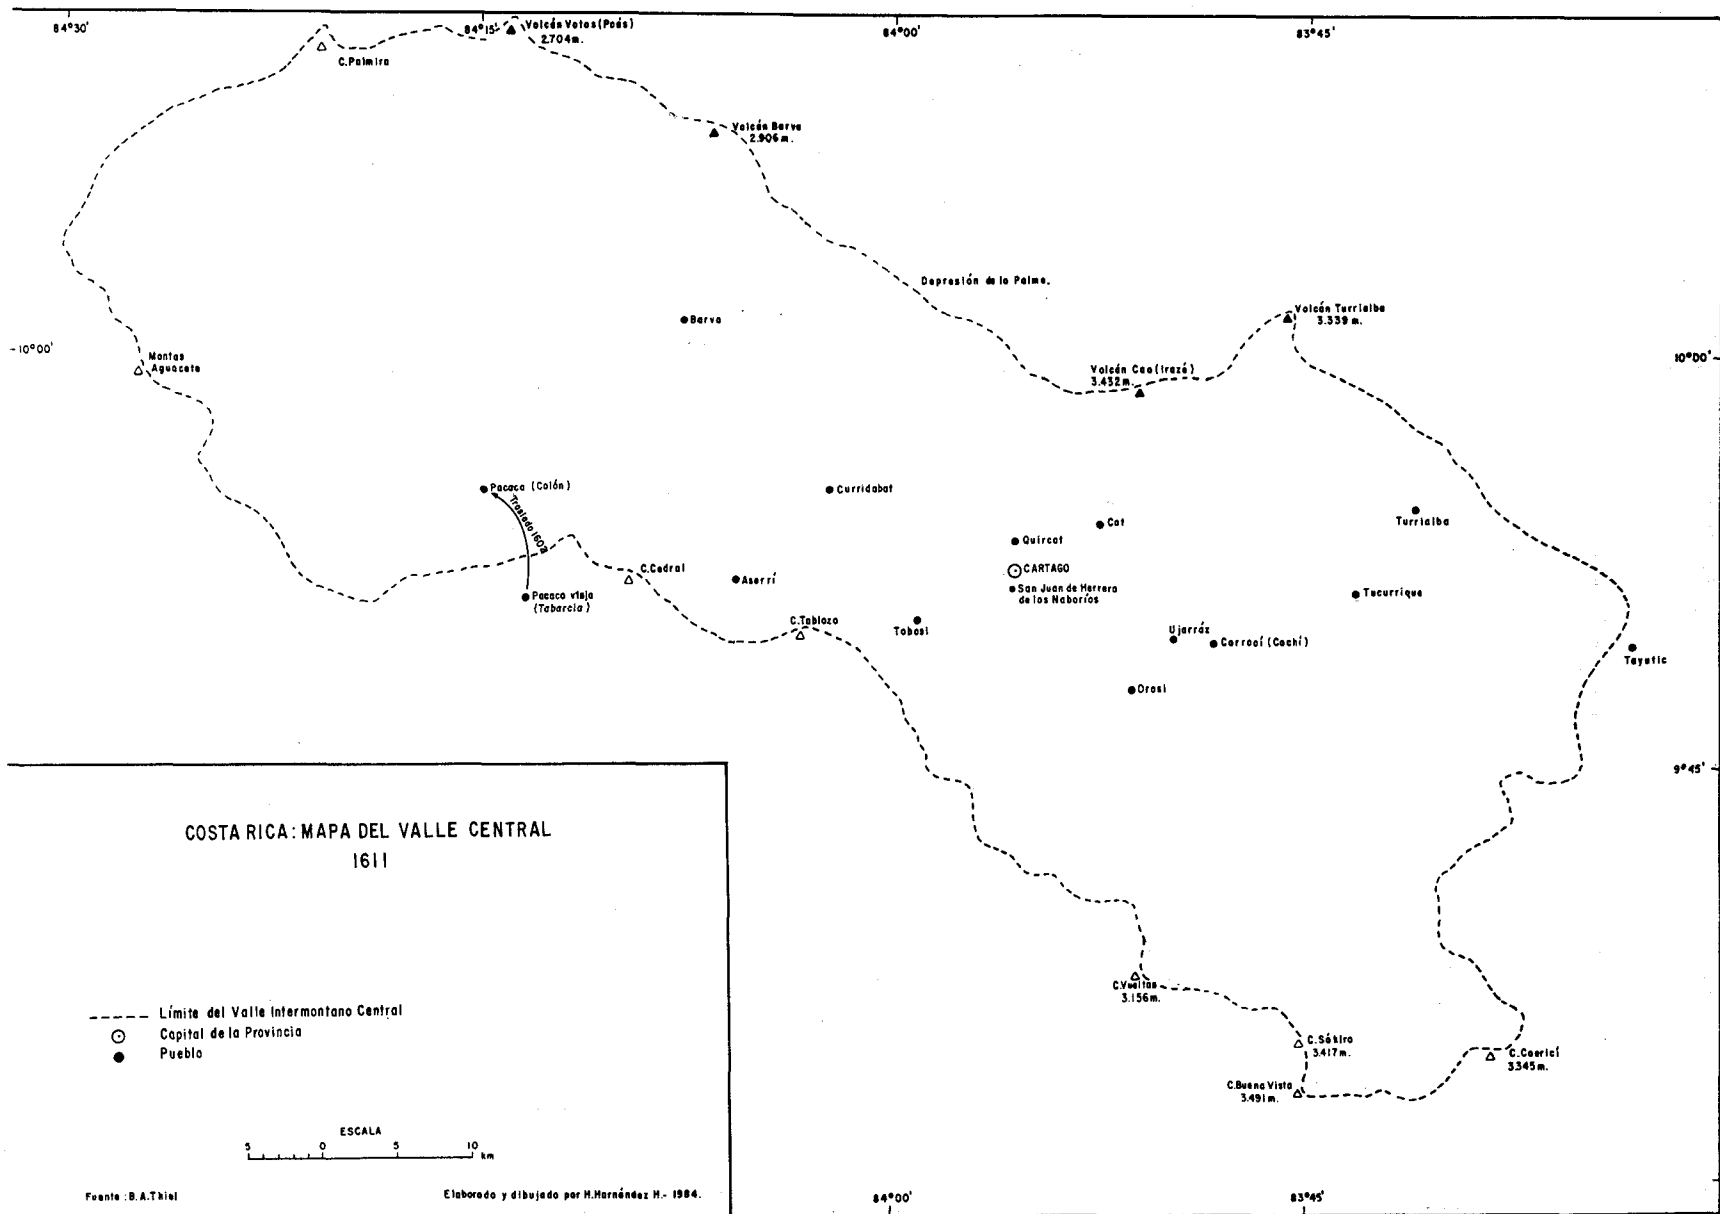 84°30'
84°15'
84°00'
83°45'
Volcán Votos (Poás)
2.704 m.
C. Palmira
Volcán Barva
2.906 m.
Depresión de la Palma.
Volcán Turrialba
3.339 m.
Barva
10°00'
Montes
Aguacate
Volcán Cao (Irazú)
3.432 m.
10°00'
Pacaca (Colón)
Traslado 1602
Curridabat
Cot
Turrialba
Quircot
C. Cedral
Aserrí
CARTAGO
San Juan de Herrera
de los Naboríos
Tucurrique
Pacaca vieja
(Tabarcia)
C. Tablazo
Tobosi
Ujarráz
Corrocí (Cachí)
Tayutic
Orosi
9°45'
COSTA RICA: MAPA DEL VALLE CENTRAL
1611
C. Vueltas
3.156 m.
Límite del Valle Intermontano Central
Capital de la Provincia
Pueblo
C. Sákira
3.417 m.
C. Caericí
3.345 m.
C. Buena Vista
3.491 m.
ESCALA
5 0 5 10
km
Fuente: B.A. Thiel
Elaborado y dibujado por H. Hernández H.- 1984.
84°00'
83°45'